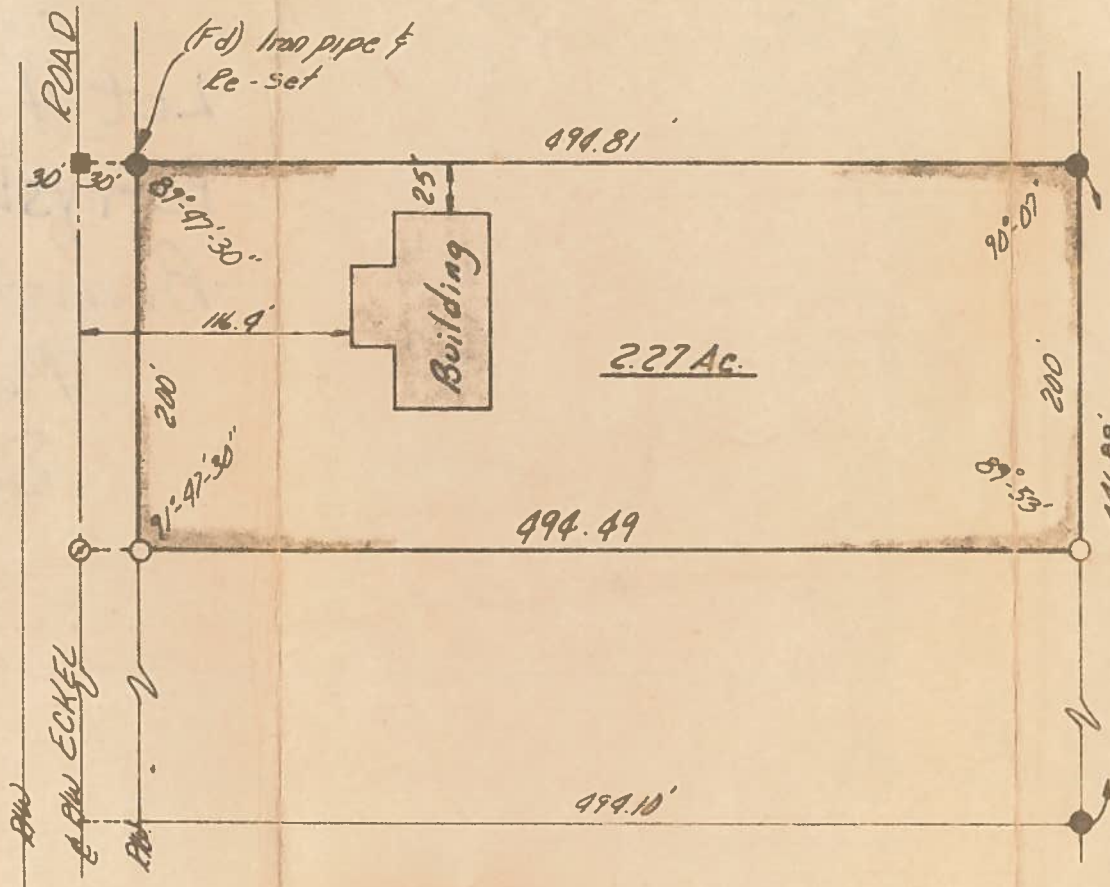 ROAD
(Fd) Iron pipe &
Re-set
494.81'
30'
30'
89°-47'-30"
25'
90°-07'
Building
116.4'
2.27 Ac.
200'
200'
91°-47'-30"
89°-53'
494.49
R/W
℄ R/W ECKEL
R/W
494.10'